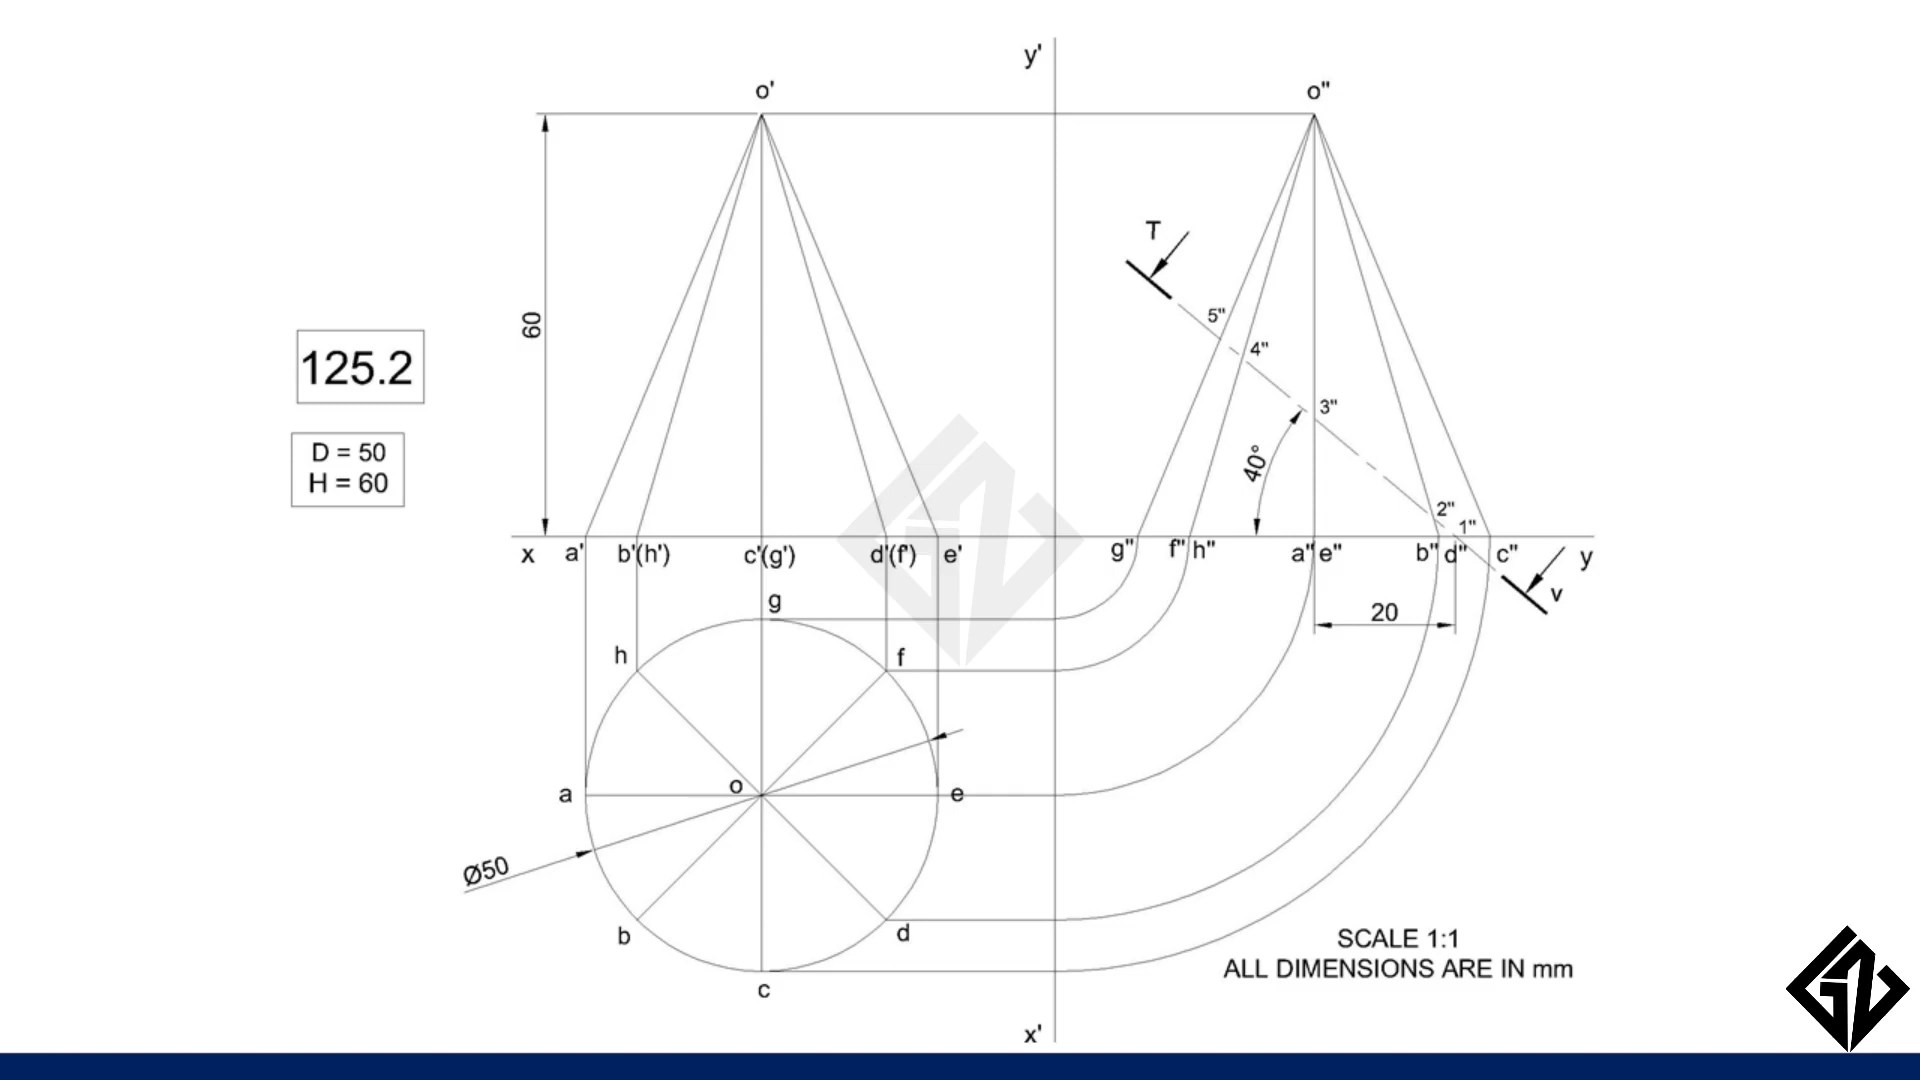 y'
o'
o"
T
60
5"
4"
3"
40°
125.2
D = 50
H = 60
2"
1"
x
a'
b'(h')
c'(g')
d'(f')
e'
g"
f"
h"
a"
e"
b"
d"
c"
y
v
20
g
h
f
a
o
e
Ø50
b
d
c
SCALE 1:1
ALL DIMENSIONS ARE IN mm
x'